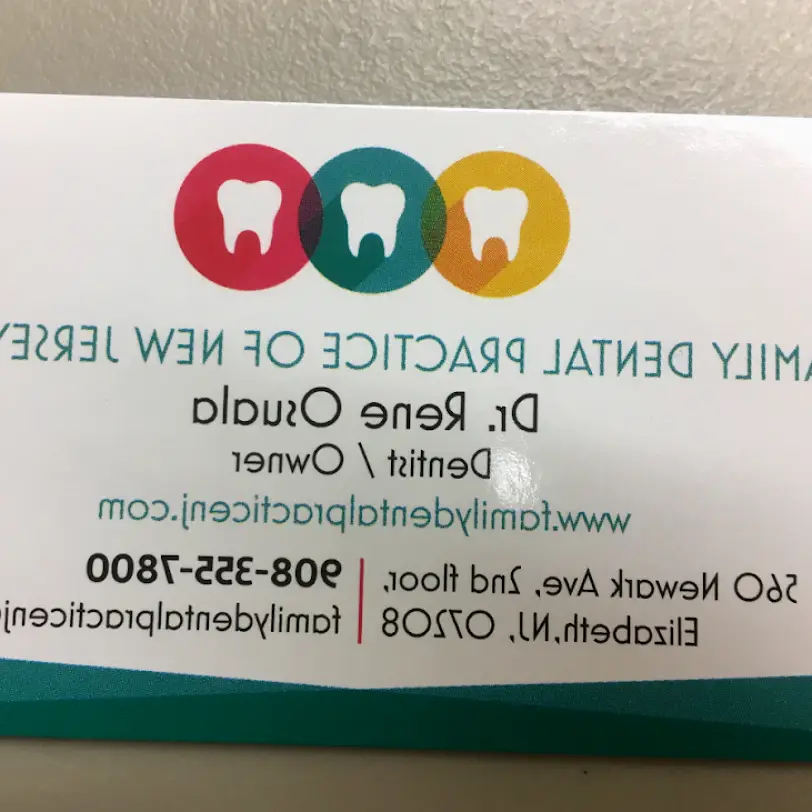 AMILY DENTAL PRACTICE OF NEW JERSEY
Dr. Rene Osuala
Dentist / Owner
www.familydentalpracticenj.com
560 Newark Ave, 2nd floor,
Elizabeth,NJ, 07208
908-355-7800
familydentalpracticenj